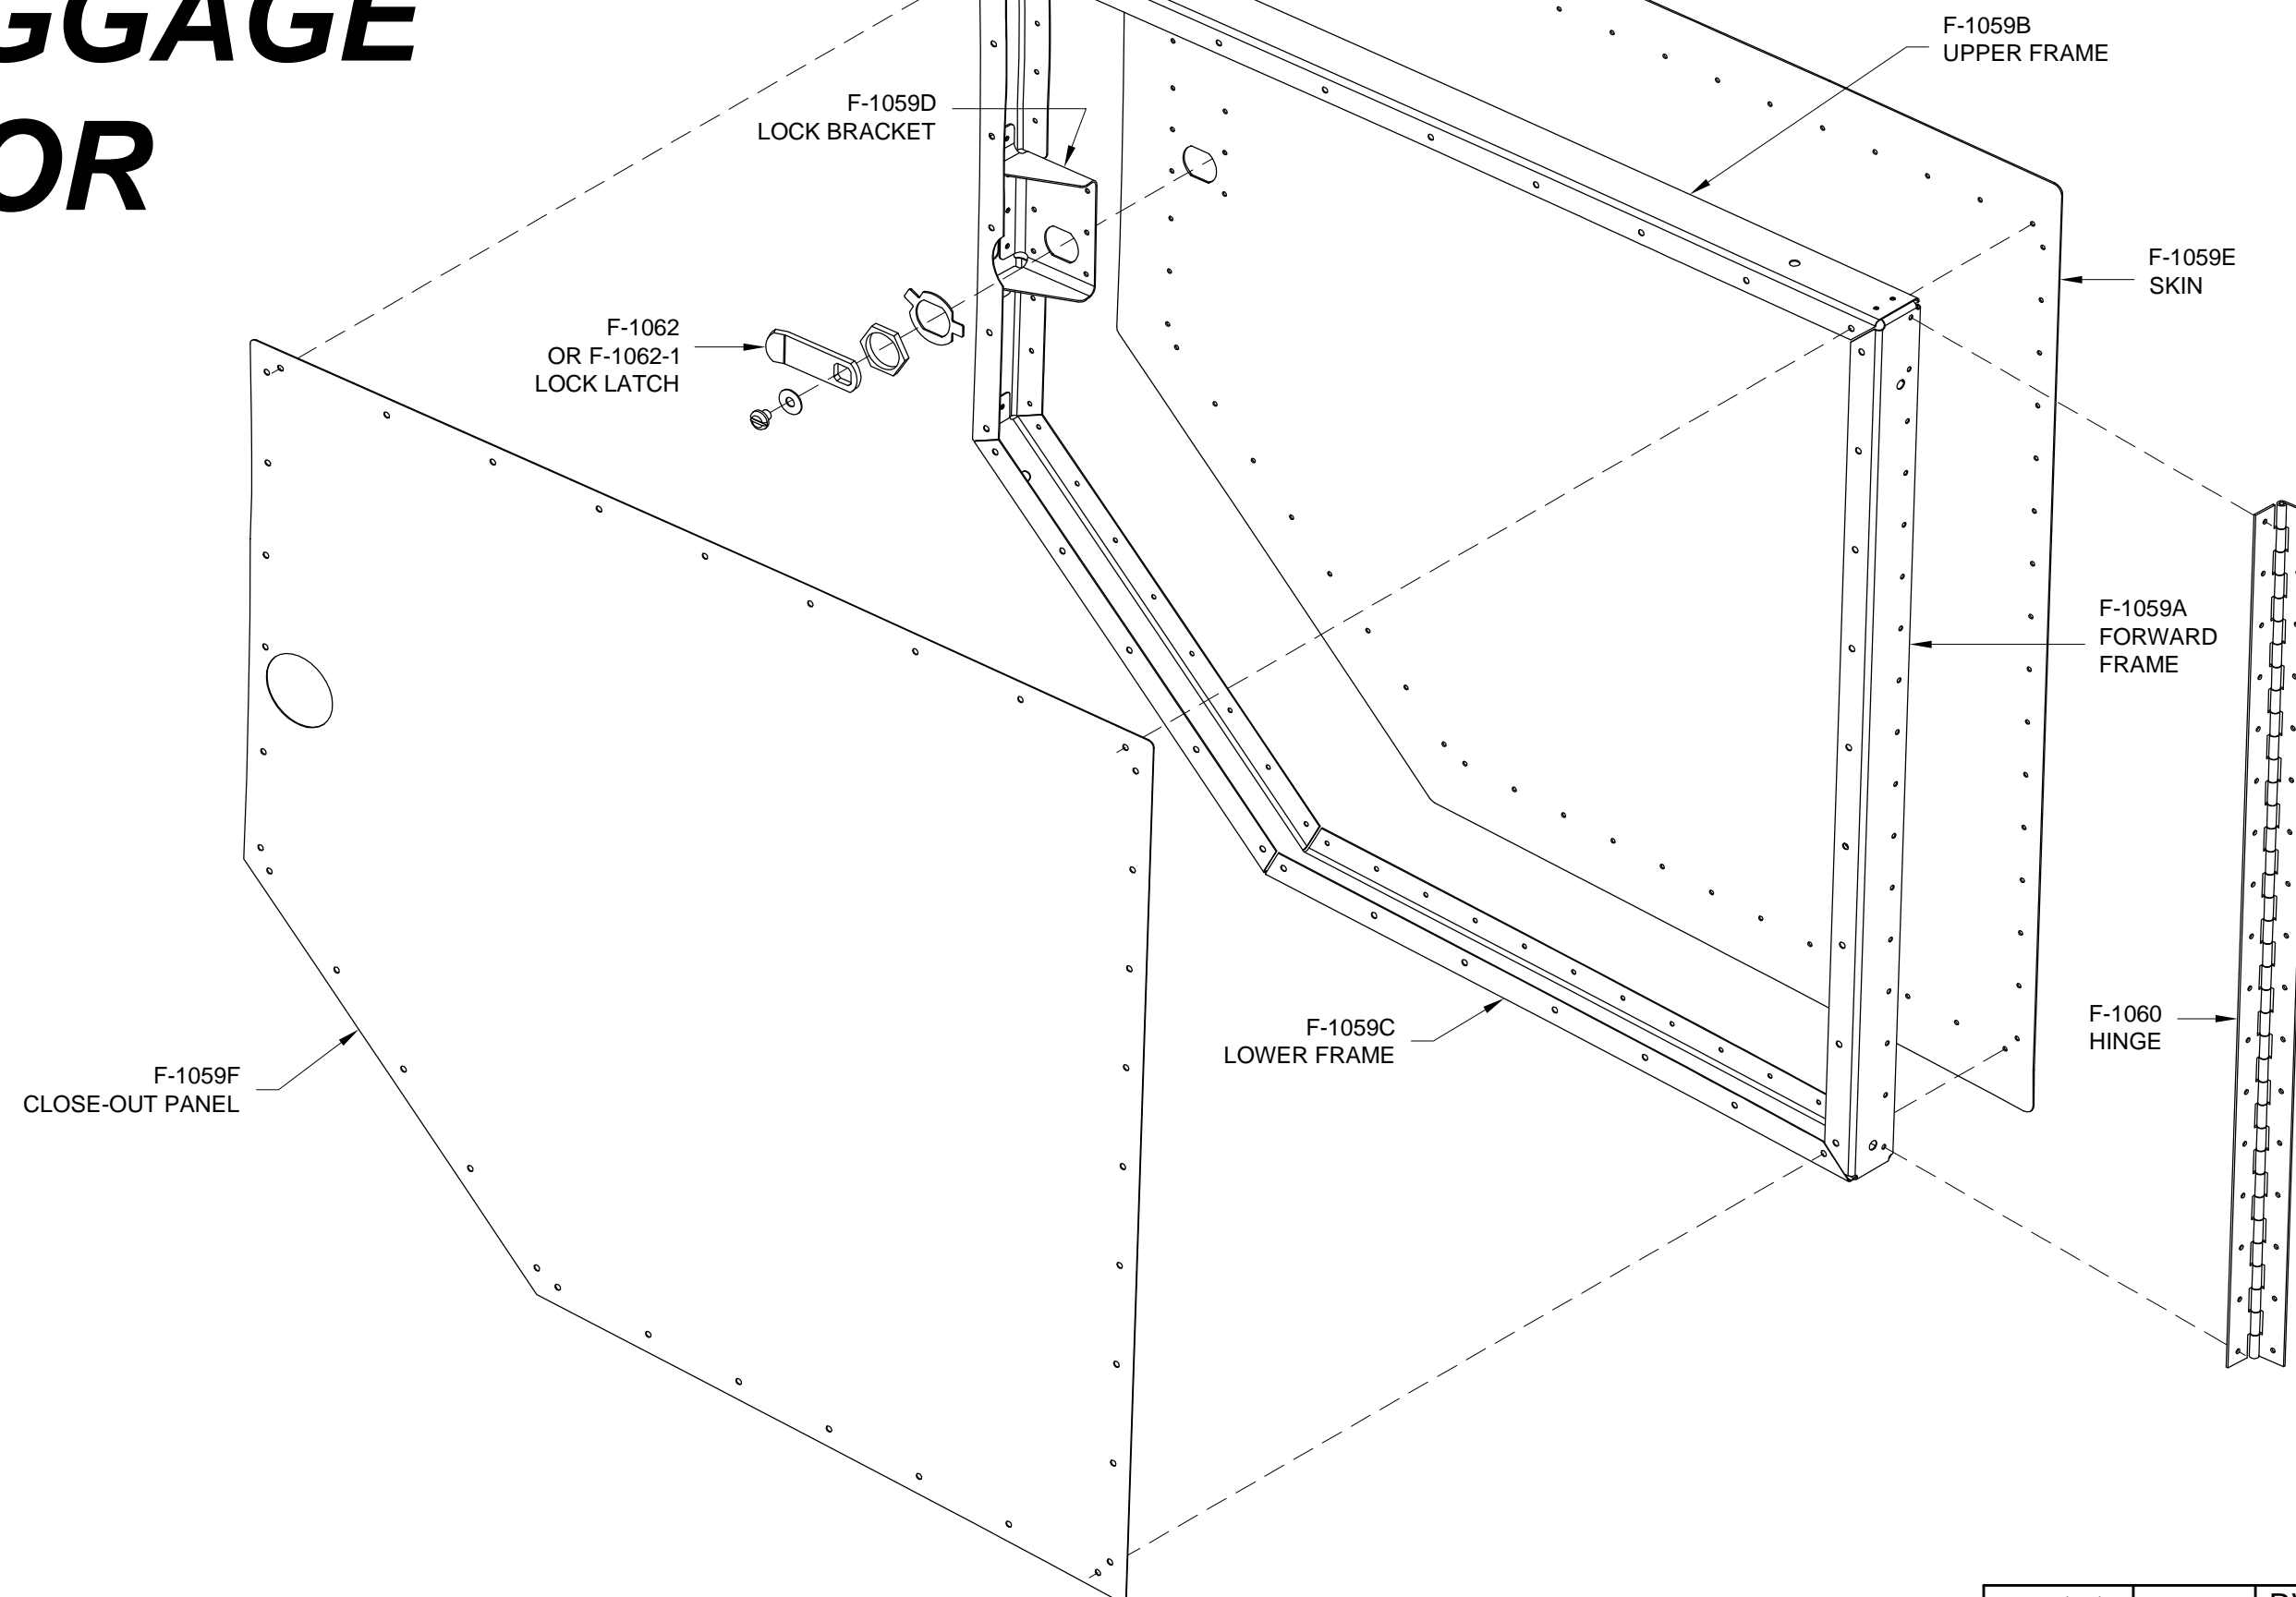 GGAGE
OR
F-1059B
UPPER FRAME
F-1059D
LOCK BRACKET
F-1059E
SKIN
F-1062
OR F-1062-1
LOCK LATCH
F-1059A
FORWARD
FRAME
F-1060
HINGE
F-1059C
LOWER FRAME
F-1059F
CLOSE-OUT PANEL